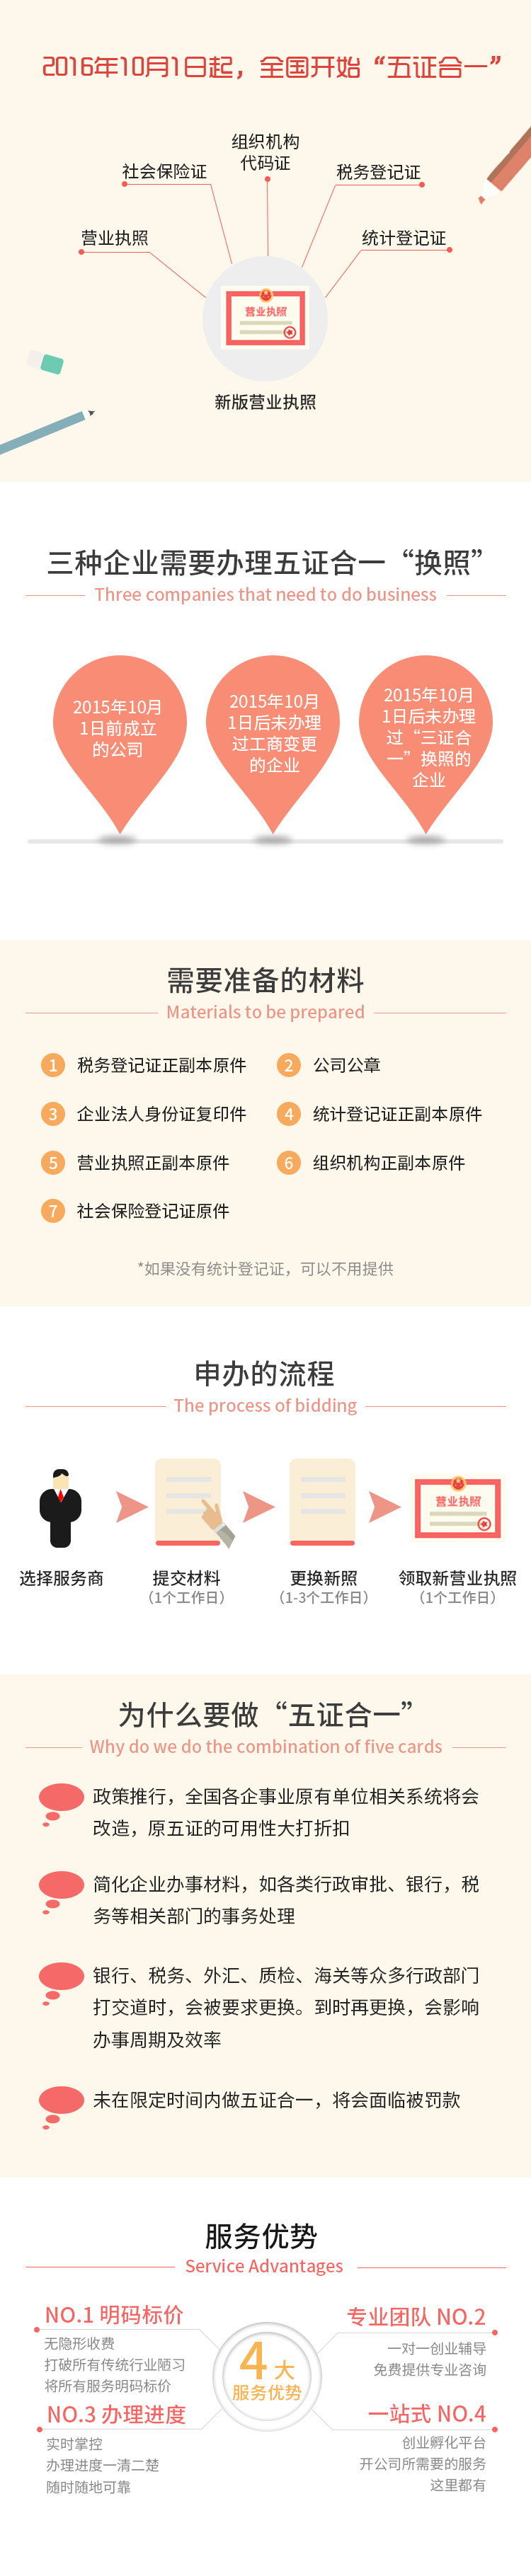 2016年10月1日起，全国开始“五证合一”
组织机构
代码证
社会保险证
税务登记证
营业执照
统计登记证
营业执照
新版营业执照
三种企业需要办理五证合一“换照”
Three companies that need to do business
2015年10月
1日前成立
的公司
2015年10月
1日后未办理
过工商变更
的企业
2015年10月
1日后未办理
过“三证合
一”换照的
企业
需要准备的材料
Materials to be prepared
1 税务登记证正副本原件
2 公司公章
3 企业法人身份证复印件
4 统计登记证正副本原件
5 营业执照正副本原件
6 组织机构正副本原件
7 社会保险登记证原件
*如果没有统计登记证，可以不用提供
申办的流程
The process of bidding
营业执照
选择服务商
提交材料
（1个工作日）
更换新照
（1-3个工作日）
领取新营业执照
（1个工作日）
为什么要做“五证合一”
Why do we do the combination of five cards
政策推行，全国各企事业原有单位相关系统将会
改造，原五证的可用性大打折扣
简化企业办事材料，如各类行政审批、银行，税
务等相关部门的事务处理
银行、税务、外汇、质检、海关等众多行政部门
打交道时，会被要求更换。到时再更换，会影响
办事周期及效率
未在限定时间内做五证合一，将会面临被罚款
服务优势
Service Advantages
NO.1 明码标价
无隐形收费
打破所有传统行业陋习
将所有服务明码标价
专业团队 NO.2
一对一创业辅导
免费提供专业咨询
4大
服务优势
NO.3 办理进度
实时掌控
办理进度一清二楚
随时随地可靠
一站式 NO.4
创业孵化平台
开公司所需要的服务
这里都有